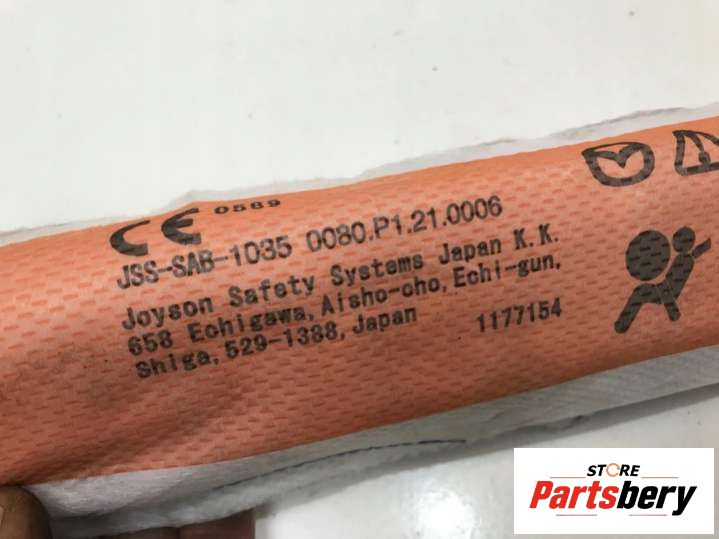 CE 0589
JSS-SAB-1035 0080.P1.21.0006
Joyson Safety Systems Japan K.K.
658 Echigawa, Aisho-cho, Echi-gun,
Shiga, 529-1388, Japan 1177154
STORE
Partsbery